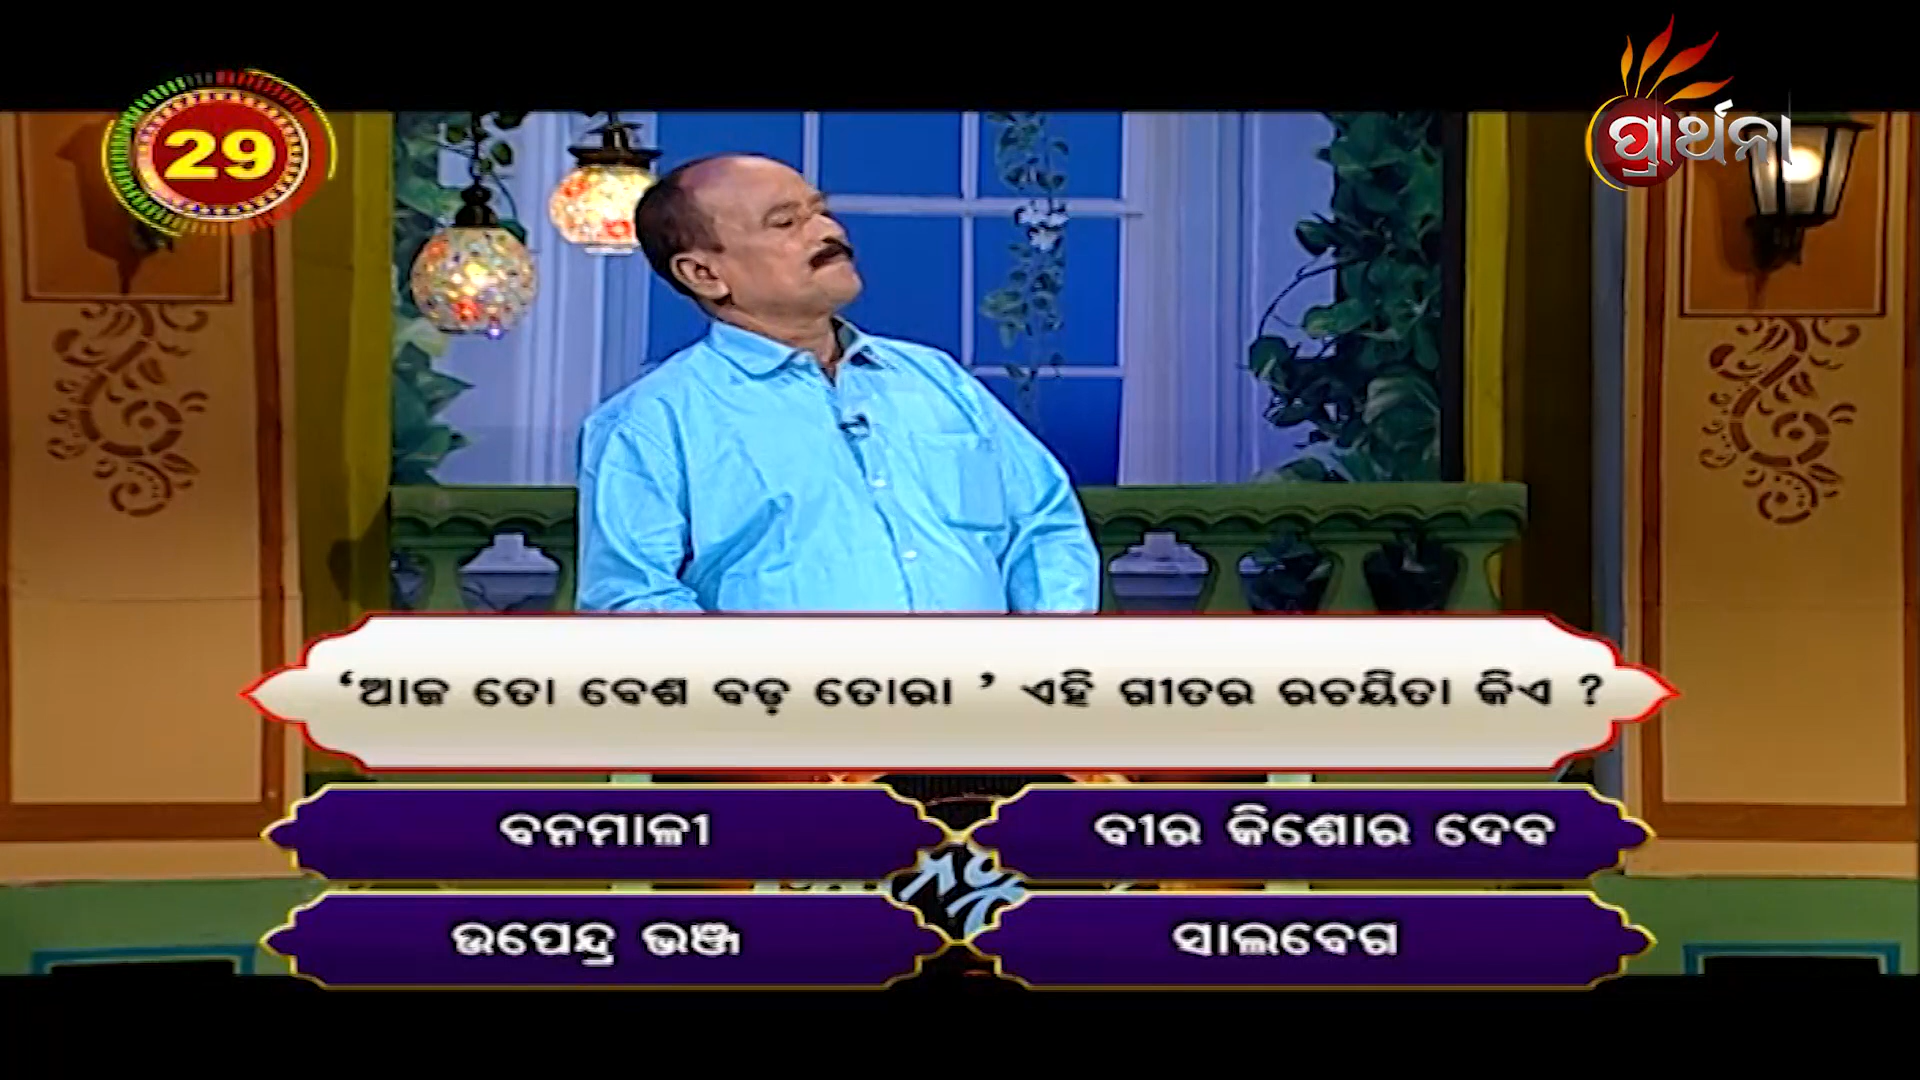 29
ପ୍ରାର୍ଥନା
‘ଆଜ ତୋ ବେଶ ବଡ଼ ତୋରା ’ ଏହି ଗୀତର ରଚୟିତା କିଏ ?
ବନମାଳୀ
ବୀର କିଶୋର ଦେବ
ଉପେନ୍ଦ୍ର ଭଞ୍ଜ
ସାଲବେଗ